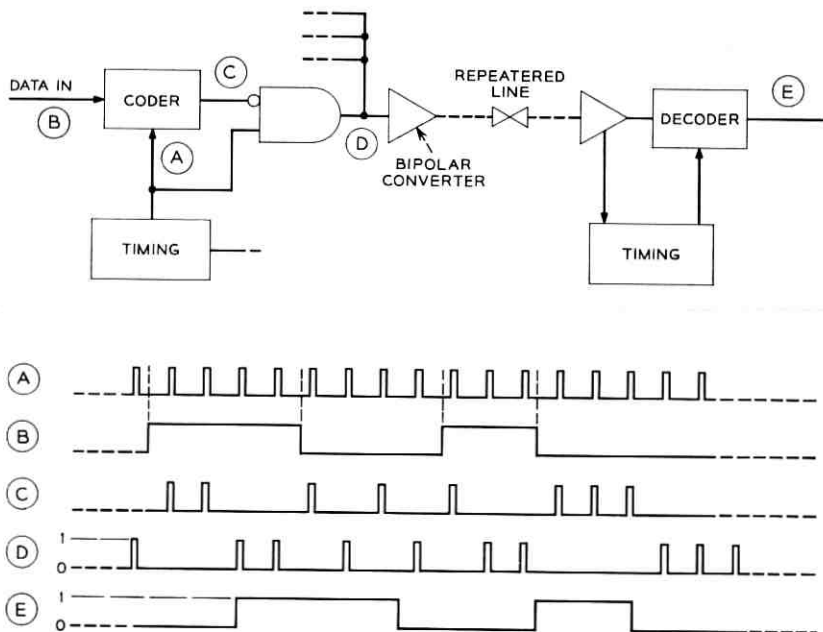 DATA IN
B
CODER
C
A
D
BIPOLAR
CONVERTER
REPEATERED
LINE
DECODER
E
TIMING
TIMING
A
B
C
D
1
0
E
1
0